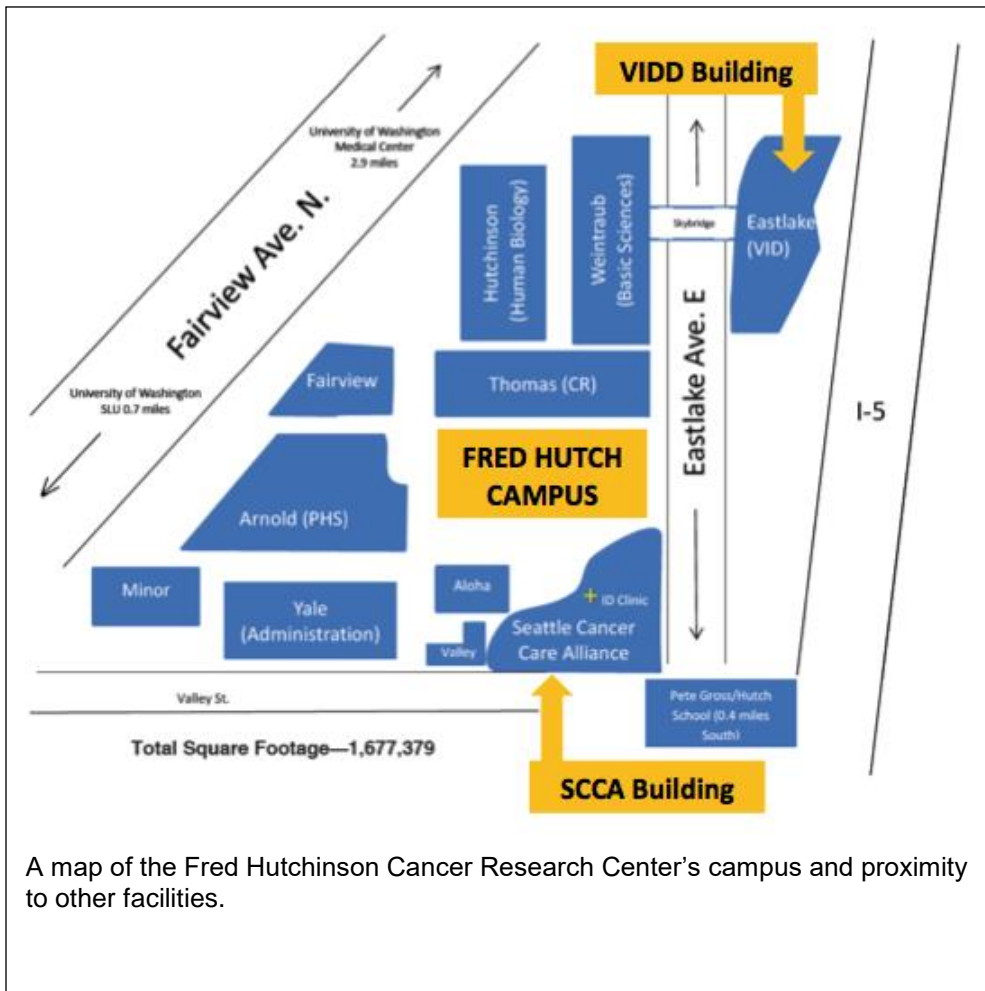 VIDD Building
University of Washington
Medical Center
2.9 miles
Fairview Ave. N.
Hutchinson
(Human Biology)
Weintraub
(Basic Sciences)
Skybridge
Eastlake
(VID)
University of Washington
SLU 0.7 miles
Fairview
Thomas (CR)
Eastlake Ave. E
I-5
FRED HUTCH
CAMPUS
Arnold (PHS)
Minor
Yale
(Administration)
Aloha
ID Clinic
Seattle Cancer
Care Alliance
Valley
Valley St.
Pete Gross/Hutch
School (0.4 miles
South)
Total Square Footage—1,677,379
SCCA Building
A map of the Fred Hutchinson Cancer Research Center’s campus and proximity
to other facilities.